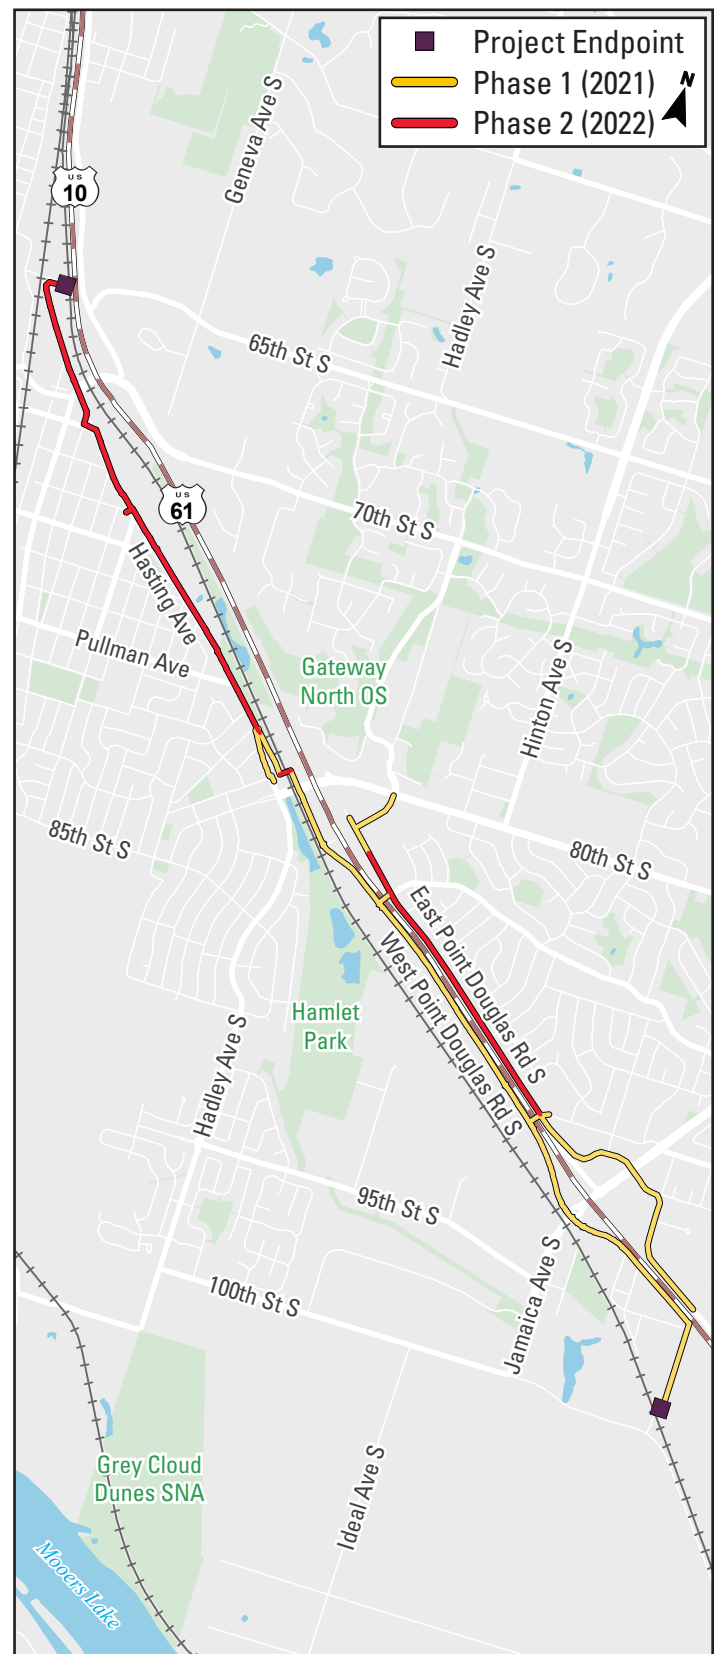 Project Endpoint
Phase 1 (2021)
Phase 2 (2022)
N
Geneva Ave S
US
10
Hadley Ave S
65th St S
US
61
70th St S
Hasting Ave
Pullman Ave
Gateway
North OS
Hinton Ave S
85th St S
80th St S
East Point Douglas Rd S
West Point Douglas Rd S
Hamlet
Park
Hadley Ave S
95th St S
100th St S
Jamaica Ave S
Grey Cloud
Dunes SNA
Ideal Ave S
Mooers Lake